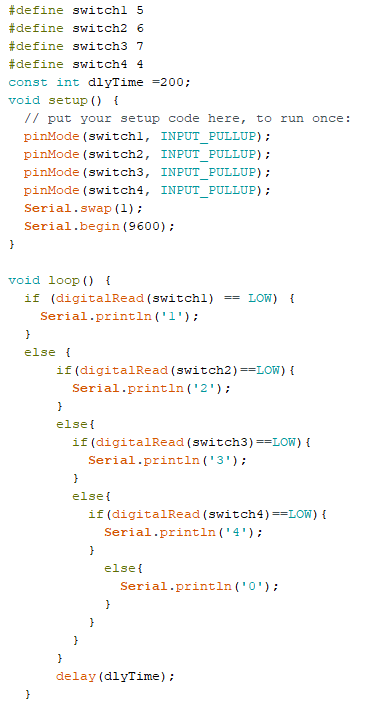 #define switch1 5
#define switch2 6
#define switch3 7
#define switch4 4
const int dlyTime =200;
void setup() {
  // put your setup code here, to run once:
  pinMode(switch1, INPUT_PULLUP);
  pinMode(switch2, INPUT_PULLUP);
  pinMode(switch3, INPUT_PULLUP);
  pinMode(switch4, INPUT_PULLUP);
  Serial.swap(1);
  Serial.begin(9600);
}

void loop() {
  if (digitalRead(switch1) == LOW) {
    Serial.println('1');
  }
  else {
      if(digitalRead(switch2)==LOW){
        Serial.println('2');
      }
      else{
        if(digitalRead(switch3)==LOW){
          Serial.println('3');
        }
        else{
          if(digitalRead(switch4)==LOW){
            Serial.println('4');
          }
            else{
              Serial.println('0');
            }
          }
        }
      }
      delay(dlyTime);
  }